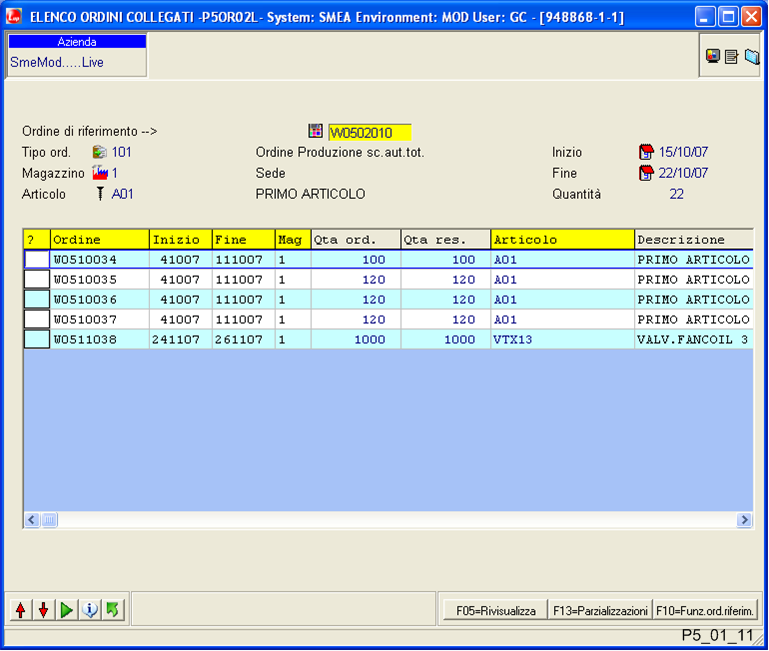 ELENCO ORDINI COLLEGATI -P5OR02L- System: SMEA Environment: MOD User: GC - [948868-1-1]
Azienda
SmeMod.....Live
Ordine di riferimento --> W0502010
Tipo ord. 101 Ordine Produzione sc.aut.tot. Inizio 15/10/07
Magazzino 1 Sede Fine 22/10/07
Articolo A01 PRIMO ARTICOLO Quantità 22
? Ordine Inizio Fine Mag Qta ord. Qta res. Articolo Descrizione
W0510034 41007 111007 1 100 100 A01 PRIMO ARTICOLO
W0510035 41007 111007 1 120 120 A01 PRIMO ARTICOLO
W0510036 41007 111007 1 120 120 A01 PRIMO ARTICOLO
W0510037 41007 111007 1 120 120 A01 PRIMO ARTICOLO
W0511038 241107 261107 1 1000 1000 VTX13 VALV.FANCOIL 3
F05=Rivisualizza F13=Parzializzazioni F10=Funz.ord.riferim.
P5_01_11